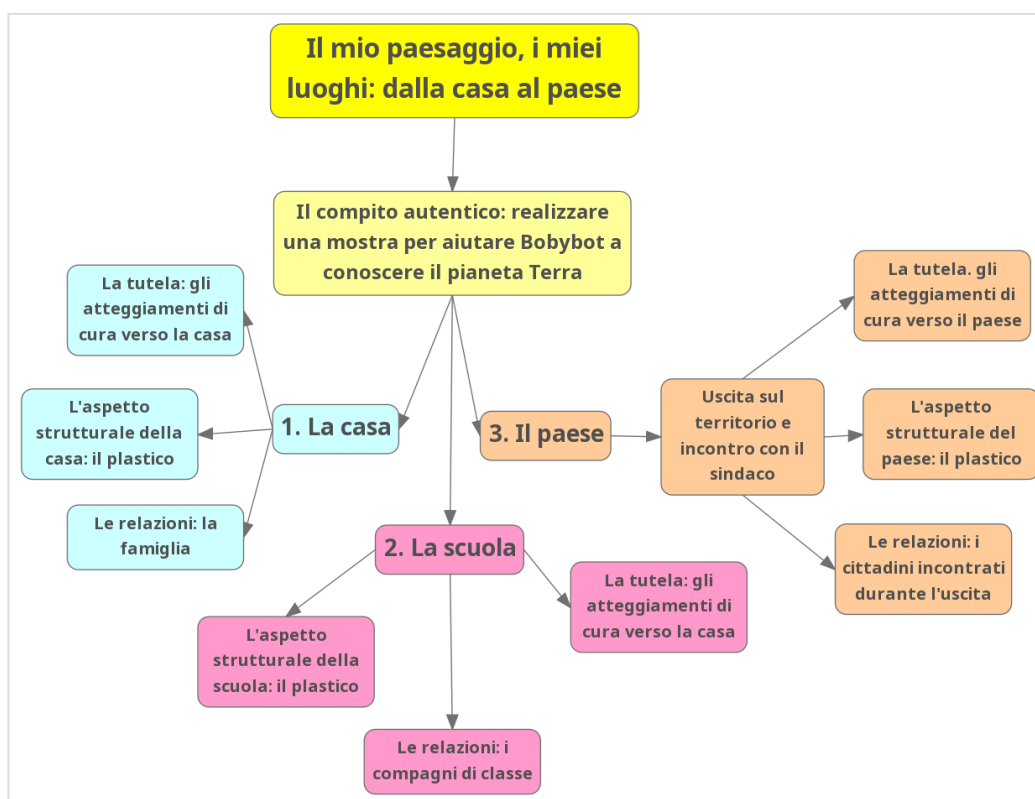 Il mio paesaggio, i miei
luoghi: dalla casa al paese
Il compito autentico: realizzare
una mostra per aiutare Bobybot a
conoscere il pianeta Terra
La tutela: gli
atteggiamenti di
cura verso la casa
L'aspetto
strutturale della
casa: il plastico
Le relazioni: la
famiglia
1. La casa
3. Il paese
Uscita sul
territorio e
incontro con il
sindaco
La tutela. gli
atteggiamenti di
cura verso il paese
L'aspetto
strutturale del
paese: il plastico
Le relazioni: i
cittadini incontrati
durante l'uscita
2. La scuola
La tutela: gli
atteggiamenti di
cura verso la casa
L'aspetto
strutturale della
scuola: il plastico
Le relazioni: i
compagni di classe